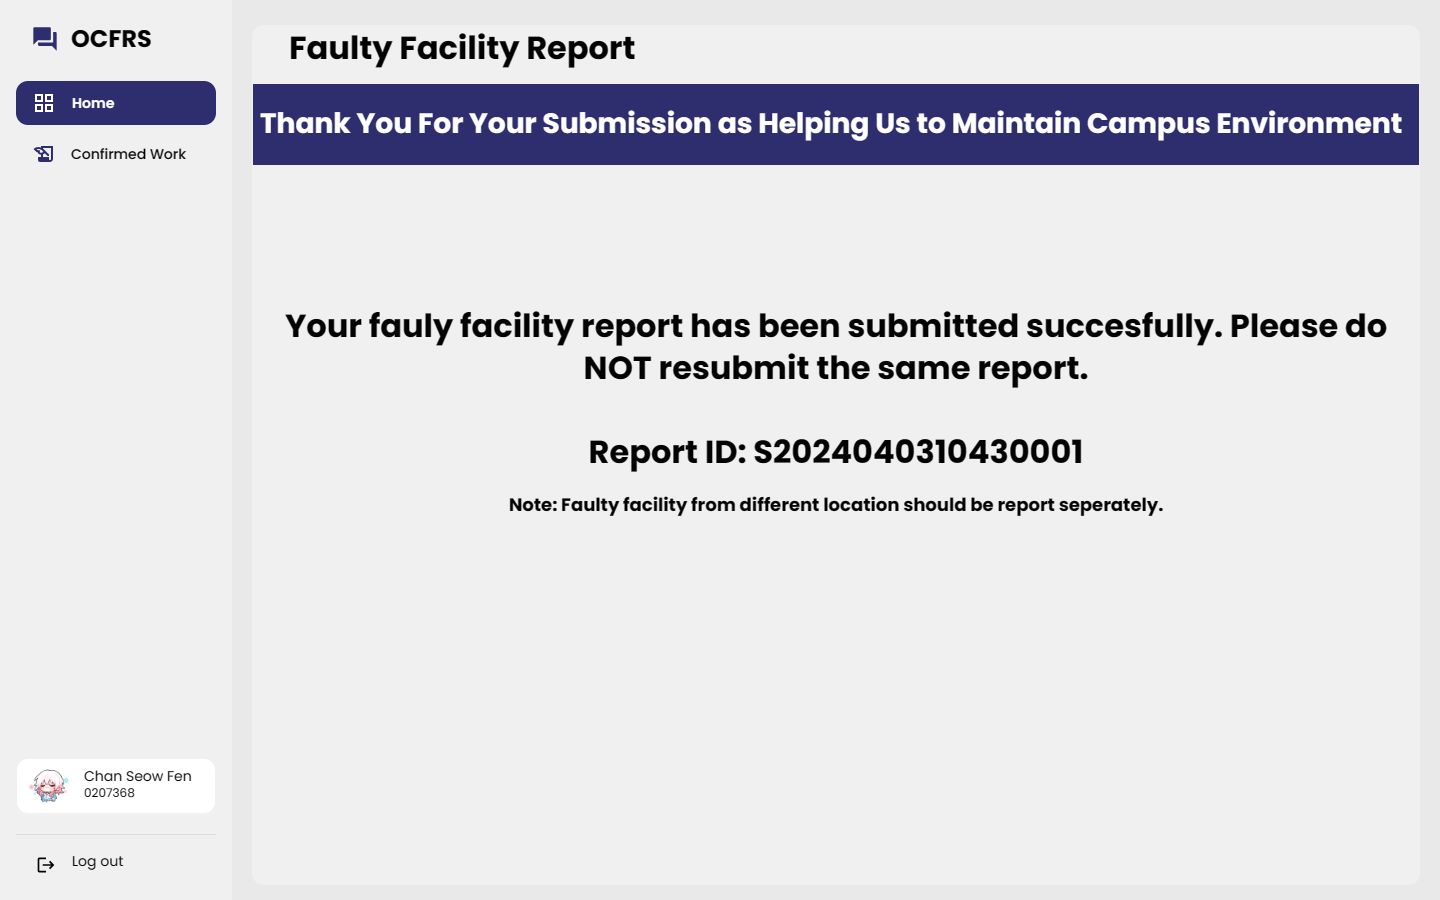 OCFRS
Home
Confirmed Work
Chan Seow Fen
0207368
Log out
Faulty Facility Report
Thank You For Your Submission as Helping Us to Maintain Campus Environment
Your fauly facility report has been submitted succesfully. Please do
NOT resubmit the same report.
Report ID: S2024040310430001
Note: Faulty facility from different location should be report seperately.